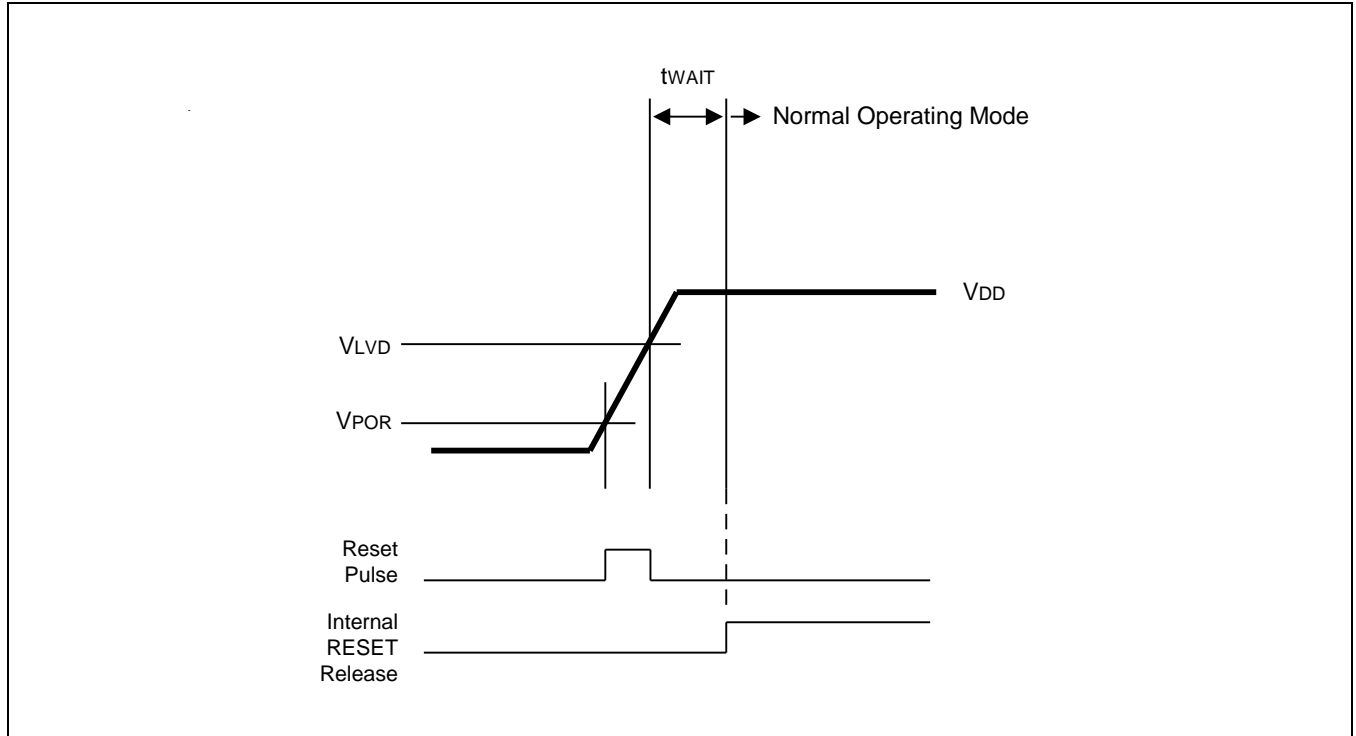 tWAIT
Normal Operating Mode
VDD
VLVD
VPOR
Reset
Pulse
Internal
RESET
Release